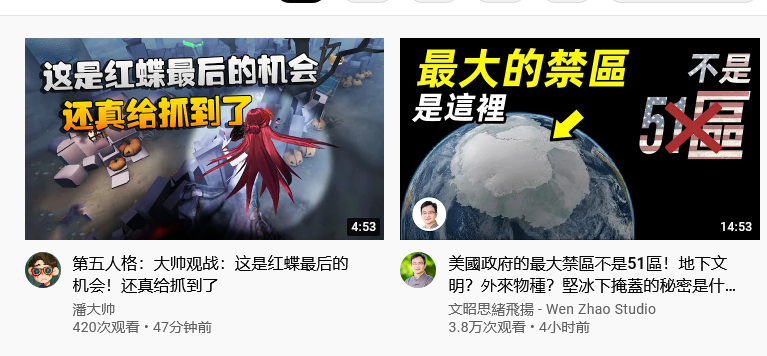 这是红蝶最后的机会
还真给抓到了
4:53
最大的禁區
是這裡
不是
51區
14:53
第五人格：大帅观战：这是红蝶最后的
机会！还真给抓到了
潘大帅
420次观看 • 47分钟前
美國政府的最大禁區不是51區！地下文
明？外來物種？堅冰下掩蓋的秘密是什...
文昭思緒飛揚 - Wen Zhao Studio
3.8万次观看 • 4小时前